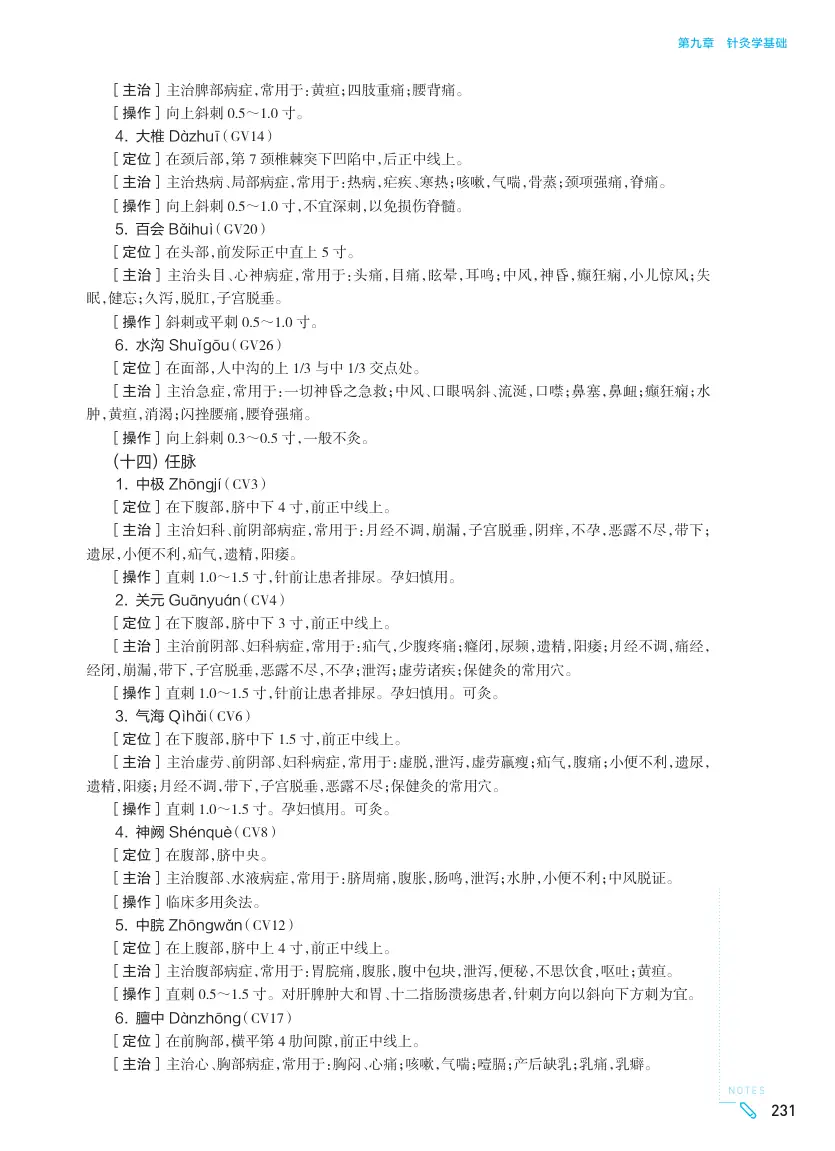 第九章　针灸学基础
［主治］主治脾部病症，常用于：黄疸；四肢重痛；腰背痛。
［操作］向上斜刺 0.5～1.0 寸。
4. 大椎 Dàzhuī（GV14）
［定位］在颈后部，第 7 颈椎棘突下凹陷中，后正中线上。
［主治］主治热病、局部病症，常用于：热病，疟疾、寒热；咳嗽，气喘，骨蒸；颈项强痛，脊痛。
［操作］向上斜刺 0.5～1.0 寸，不宜深刺，以免损伤脊髓。
5. 百会 Bǎihuì（GV20）
［定位］在头部，前发际正中直上 5 寸。
［主治］主治头目、心神病症，常用于：头痛，目痛，眩晕，耳鸣；中风，神昏，癫狂痫，小儿惊风；失
眠，健忘；久泻，脱肛，子宫脱垂。
［操作］斜刺或平刺 0.5～1.0 寸。
6. 水沟 Shuǐgōu（GV26）
［定位］在面部，人中沟的上 1/3 与中 1/3 交点处。
［主治］主治急症，常用于：一切神昏之急救；中风、口眼㖞斜、流涎，口噤；鼻塞，鼻衄；癫狂痫；水
肿，黄疸，消渴；闪挫腰痛，腰脊强痛。
［操作］向上斜刺 0.3～0.5 寸，一般不灸。
（十四）任脉
1. 中极 Zhōngjí（CV3）
［定位］在下腹部，脐中下 4 寸，前正中线上。
［主治］主治妇科、前阴部病症，常用于：月经不调，崩漏，子宫脱垂，阴痒，不孕，恶露不尽，带下；
遗尿，小便不利，疝气，遗精，阳痿。
［操作］直刺 1.0～1.5 寸，针前让患者排尿。孕妇慎用。
2. 关元 Guānyuán（CV4）
［定位］在下腹部，脐中下 3 寸，前正中线上。
［主治］主治前阴部、妇科病症，常用于：疝气，少腹疼痛；癃闭，尿频，遗精，阳痿；月经不调，痛经，
经闭，崩漏，带下，子宫脱垂，恶露不尽，不孕；泄泻；虚劳诸疾；保健灸的常用穴。
［操作］直刺 1.0～1.5 寸，针前让患者排尿。孕妇慎用。可灸。
3. 气海 Qìhǎi（CV6）
［定位］在下腹部，脐中下 1.5 寸，前正中线上。
［主治］主治虚劳、前阴部、妇科病症，常用于：虚脱，泄泻，虚劳羸瘦；疝气，腹痛；小便不利，遗尿，
遗精，阳痿；月经不调，带下，子宫脱垂，恶露不尽；保健灸的常用穴。
［操作］直刺 1.0～1.5 寸。孕妇慎用。可灸。
4. 神阙 Shénquè（CV8）
［定位］在腹部，脐中央。
［主治］主治腹部、水液病症，常用于：脐周痛，腹胀，肠鸣，泄泻；水肿，小便不利；中风脱证。
［操作］临床多用灸法。
5. 中脘 Zhōngwǎn（CV12）
［定位］在上腹部，脐中上 4 寸，前正中线上。
［主治］主治腹部病症，常用于：胃脘痛，腹胀，腹中包块，泄泻，便秘，不思饮食，呕吐；黄疸。
［操作］直刺 0.5～1.5 寸。对肝脾肿大和胃、十二指肠溃疡患者，针刺方向以斜向下方刺为宜。
6. 膻中 Dànzhōng（CV17）
［定位］在前胸部，横平第 4 肋间隙，前正中线上。
［主治］主治心、胸部病症，常用于：胸闷、心痛；咳嗽，气喘；噎膈；产后缺乳；乳痛，乳癖。
NOTES
231